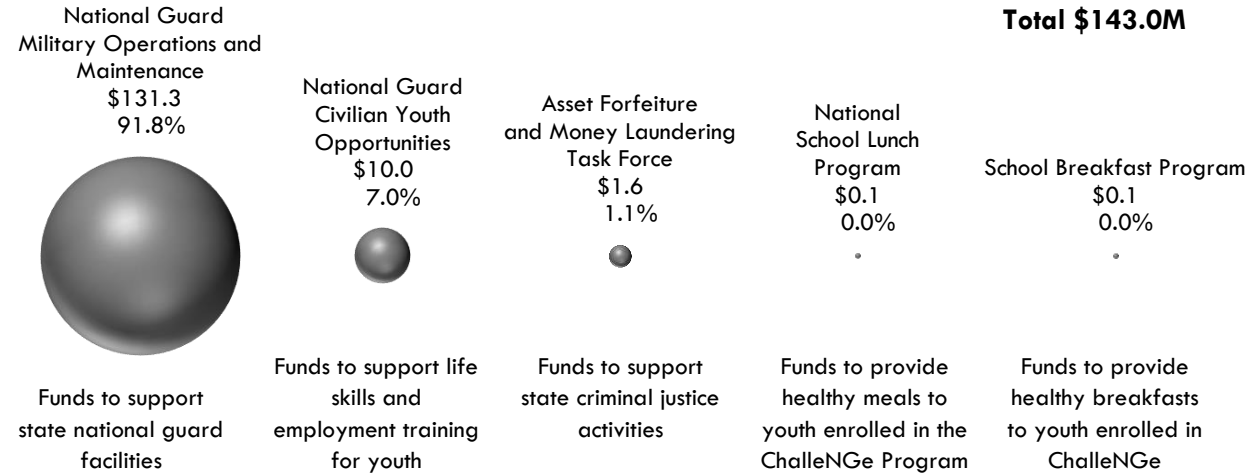 Total $143.0M
National Guard
Military Operations and
Maintenance
$131.3
91.8%
National Guard
Civilian Youth
Opportunities
$10.0
7.0%
Asset Forfeiture
and Money Laundering
Task Force
$1.6
1.1%
National
School Lunch
Program
$0.1
0.0%
School Breakfast Program
$0.1
0.0%
Funds to support
state national guard
facilities
Funds to support life
skills and
employment training
for youth
Funds to support
state criminal justice
activities
Funds to provide
healthy meals to
youth enrolled in the
ChalleNGe Program
Funds to provide
healthy breakfasts
to youth enrolled in
ChalleNGe